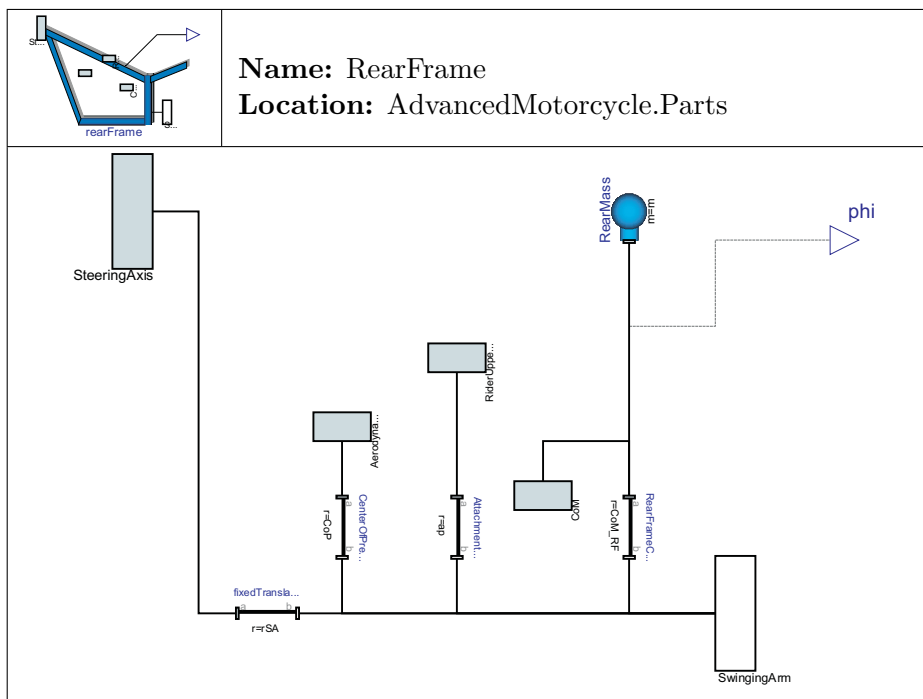 St...
C...
S...
rearFrame
Name: RearFrame
Location: AdvancedMotorcycle.Parts
SteeringAxis
RearMass
m=m
phi
RiderUppe...
Aerodyna...
CenterOfPre...
r=CoP
a
b
Attachment...
r=ap
a
b
CoM
RearFrameC...
r=CoM_RF
a
b
fixedTransla...
a
b
r=rSA
SwingingArm